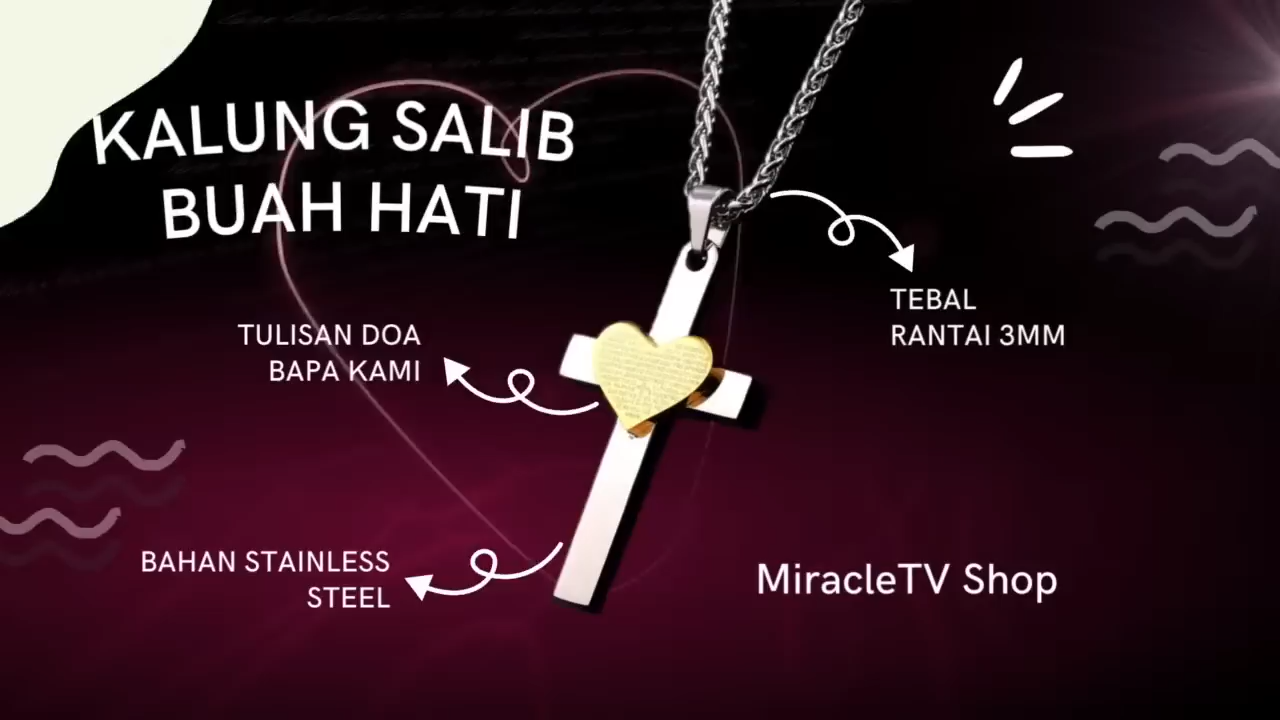 KALUNG SALIB
BUAH HATI
TULISAN DOA
BAPA KAMI
TEBAL
RANTAI 3MM
BAHAN STAINLESS
STEEL
MiracleTV Shop